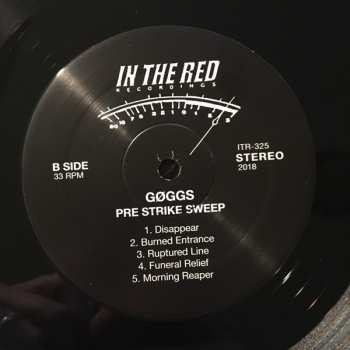 IN THE RED
RECORDINGS
B SIDE
33 RPM
ITR-325
STEREO
2018
GØGGS
PRE STRIKE SWEEP
1. Disappear
2. Burned Entrance
3. Ruptured Line
4. Funeral Relief
5. Morning Reaper